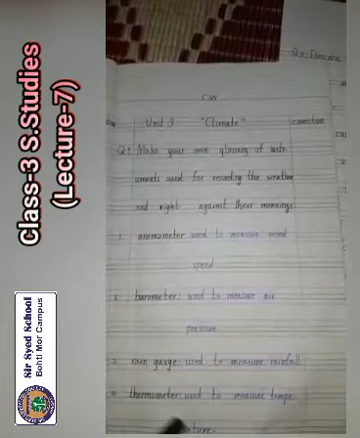 Class-3 S.Studies
(Lecture-7)
Sir Syed School
Bohti Mor Campus
C.W
Unit 3 "Climate"
Q1 Make your own glossary of instr
uments used for recording the weather
and right against their meanings
1. anemometer used to measure wind
speed
2. barometer: used to measure air
pressure
3. rain gauge: used to measure rainfall
4. thermometer: used to measure tempe
rature.